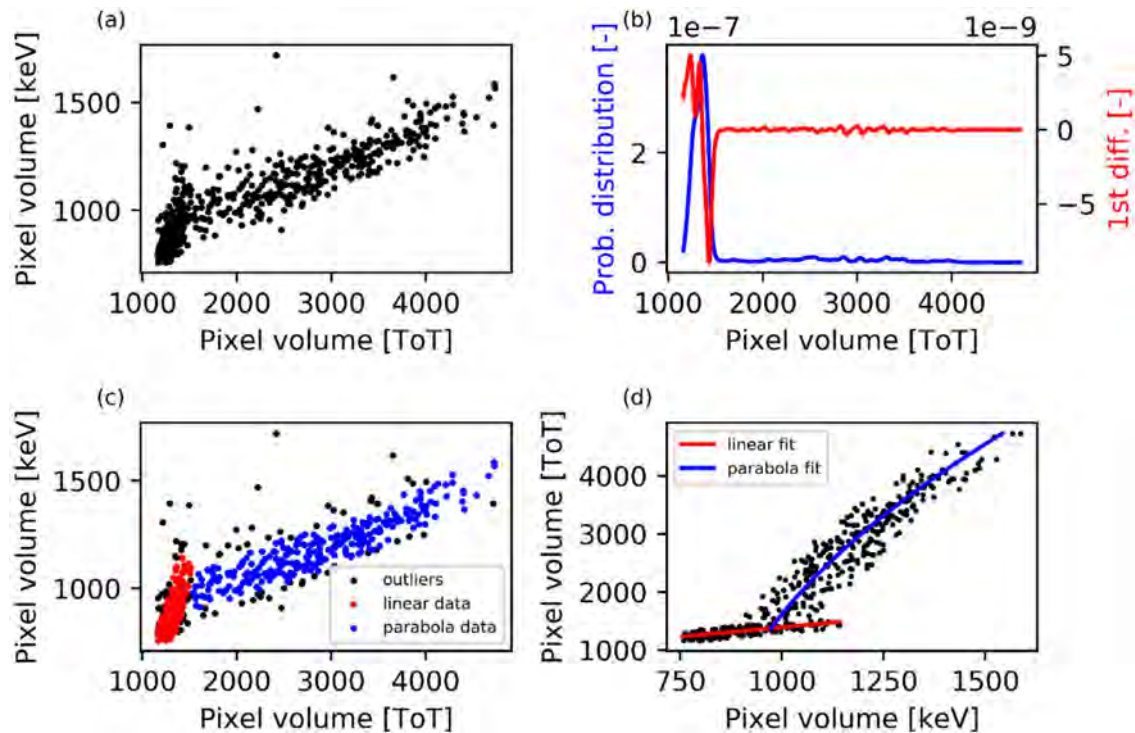 (a)
Pixel volume [keV]
1500
1000
1000 2000 3000 4000
Pixel volume [ToT]
(b)
1e−7 1e−9
Prob. distribution [-]
2
0
5
0
−5
1st diff. [-]
1000 2000 3000 4000
Pixel volume [ToT]
(c)
Pixel volume [keV]
1500
1000
outliers
linear data
parabola data
1000 2000 3000 4000
Pixel volume [ToT]
(d)
Pixel volume [ToT]
4000
3000
2000
1000
linear fit
parabola fit
750 1000 1250 1500
Pixel volume [keV]